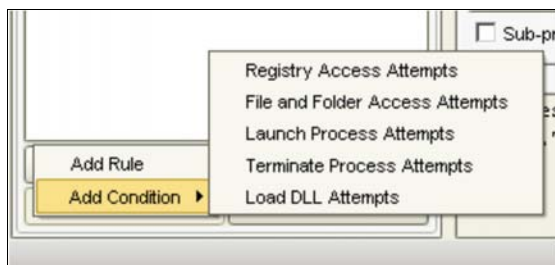 Sub-pr
Registry Access Attempts
File and Folder Access Attempts
Launch Process Attempts
Add Rule
Terminate Process Attempts
Add Condition
Load DLL Attempts